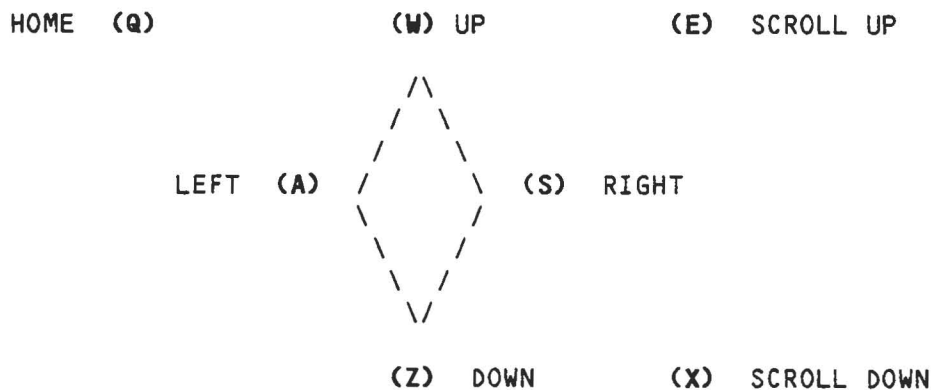 HOME (Q) (W) UP (E) SCROLL UP
LEFT (A) (S) RIGHT
(Z) DOWN (X) SCROLL DOWN